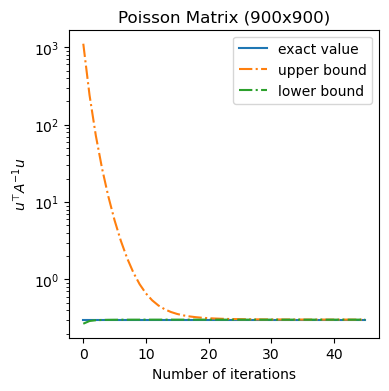 Poisson Matrix (900x900)
exact value
upper bound
lower bound
10³
10²
10¹
10⁰
u⊤A⁻¹u
0 10 20 30 40
Number of iterations